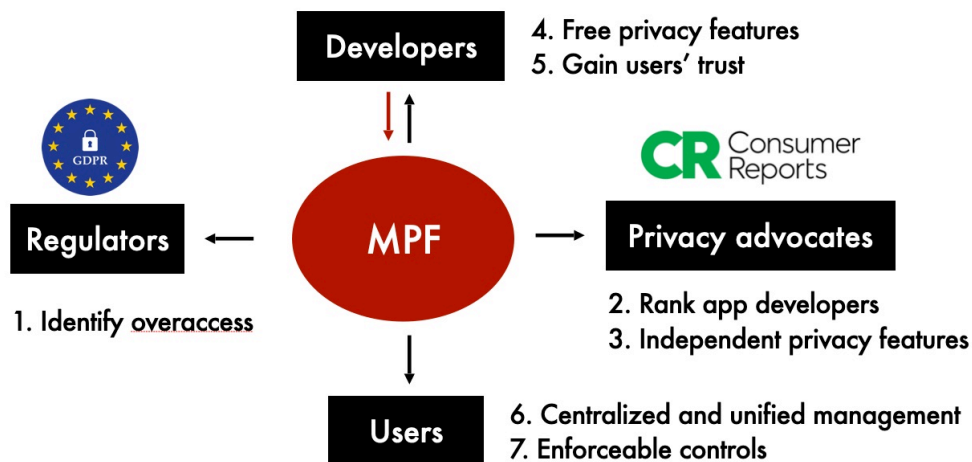 Developers
4. Free privacy features
5. Gain users' trust
GDPR
CR Consumer
Reports
Regulators
MPF
Privacy advocates
1. Identify overaccess
2. Rank app developers
3. Independent privacy features
Users
6. Centralized and unified management
7. Enforceable controls